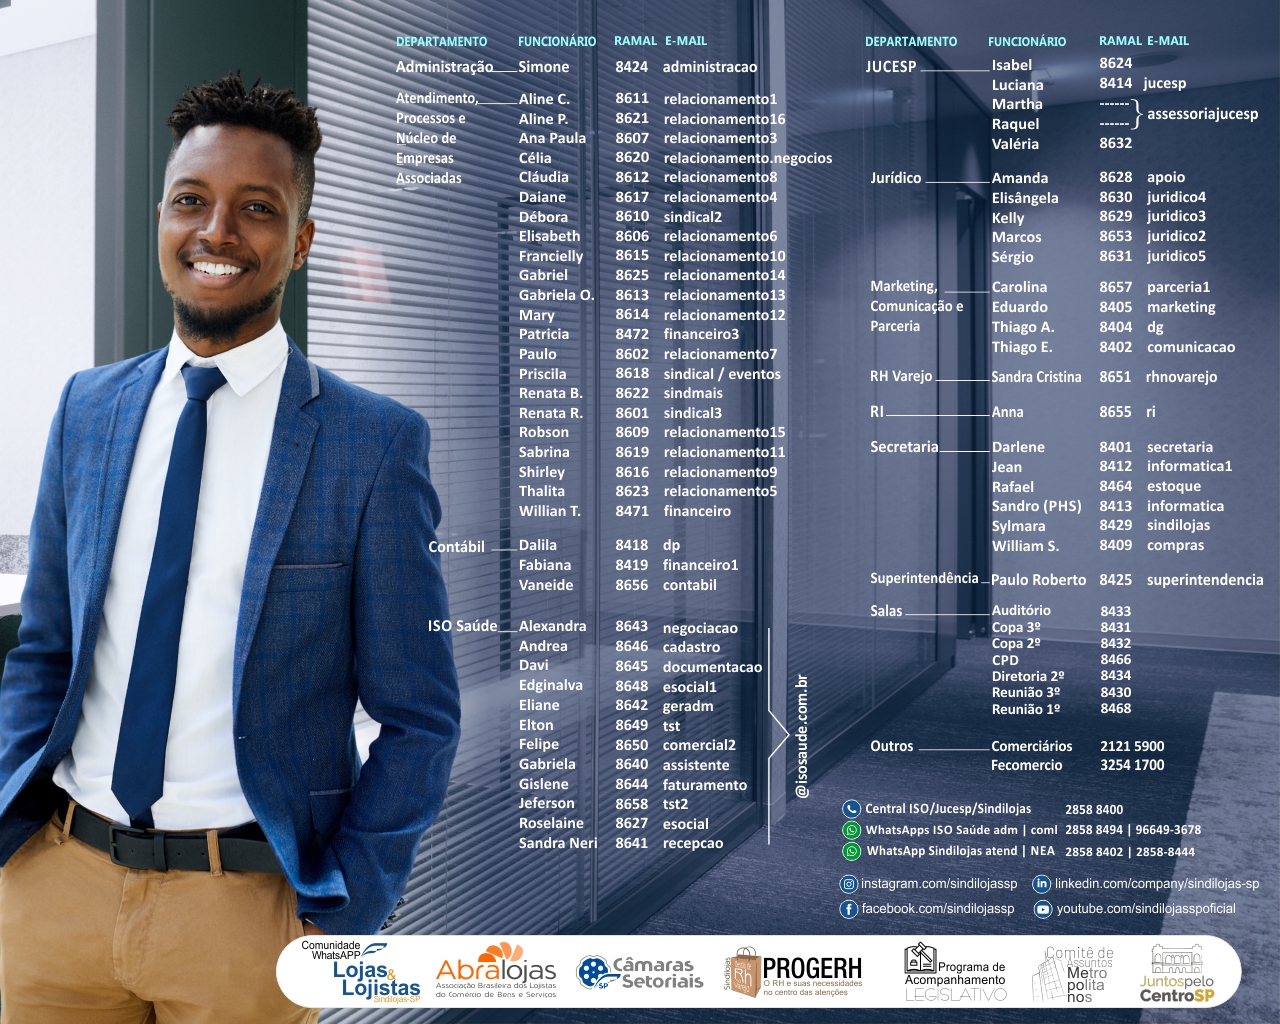 DEPARTAMENTO FUNCIONÁRIO RAMAL E-MAIL
Administração Simone 8424 administracao
Atendimento, Aline C. 8611 relacionamento1
Processos e Aline P. 8621 relacionamento16
Núcleo de Ana Paula 8607 relacionamento3
Empresas Célia 8620 relacionamento.negocios
Associadas Cláudia 8612 relacionamento8
Daiane 8617 relacionamento4
Débora 8610 sindical2
Elisabeth 8606 relacionamento6
Francielly 8615 relacionamento10
Gabriel 8625 relacionamento14
Gabriela O. 8613 relacionamento13
Mary 8614 relacionamento12
Patricia 8472 financeiro3
Paulo 8602 relacionamento7
Priscila 8618 sindical / eventos
Renata B. 8622 sindmais
Renata R. 8601 sindical3
Robson 8609 relacionamento15
Sabrina 8619 relacionamento11
Shirley 8616 relacionamento9
Thalita 8623 relacionamento5
Willian T. 8471 financeiro
Contábil Dalila 8418 dp
Fabiana 8419 financeiro1
Vaneide 8656 contabil
ISO Saúde Alexandra 8643 negociacao
Andrea 8646 cadastro
Davi 8645 documentacao
Edginalva 8648 esocial1
Eliane 8642 geradm
Elton 8649 tst
Felipe 8650 comercial2
Gabriela 8640 assistente
Gislene 8644 faturamento
Jeferson 8658 tst2
Roselaine 8627 esocial
Sandra Neri 8641 recepcao
@isosaude.com.br
DEPARTAMENTO FUNCIONÁRIO RAMAL E-MAIL
JUCESP Isabel 8624
Luciana 8414 jucesp
Martha ------
Raquel ------ } assessoriajucesp
Valéria 8632
Jurídico Amanda 8628 apoio
Elisângela 8630 juridico4
Kelly 8629 juridico3
Marcos 8653 juridico2
Sérgio 8631 juridico5
Marketing, Carolina 8657 parceria1
Comunicação e Eduardo 8405 marketing
Parceria Thiago A. 8404 dg
Thiago E. 8402 comunicacao
RH Varejo Sandra Cristina 8651 rhnovarejo
RI Anna 8655 ri
Secretaria Darlene 8401 secretaria
Jean 8412 informatica1
Rafael 8464 estoque
Sandro (PHS) 8413 informatica
Sylmara 8429 sindilojas
William S. 8409 compras
Superintendência Paulo Roberto 8425 superintendencia
Salas Auditório 8433
Copa 3º 8431
Copa 2º 8432
CPD 8466
Diretoria 2º 8434
Reunião 3º 8430
Reunião 1º 8468
Outros Comerciários 2121 5900
Fecomercio 3254 1700
Central ISO/Jucesp/Sindilojas 2858 8400
WhatsApps ISO Saúde adm | coml 2858 8494 | 96649-3678
WhatsApp Sindilojas atend | NEA 2858 8402 | 2858-8444
instagram.com/sindilojassp linkedin.com/company/sindilojas-sp
facebook.com/sindilojassp youtube.com/sindilojasspoficial
Comunidade
WhatsAPP
Lojas&
Lojistas
Sindilojas-SP
Abralojas
Associação Brasileira dos Lojistas
do Comércio de Bens e Serviços
SP
Câmaras
Setoriais
Sindilojas
Rh
PROGERH
O RH e suas necessidades
no centro das atenções
Programa de
Acompanhamento
LEGISLATIVO
Comitê de
Assuntos
Metro
polita
nos
Juntospelo
CentroSP